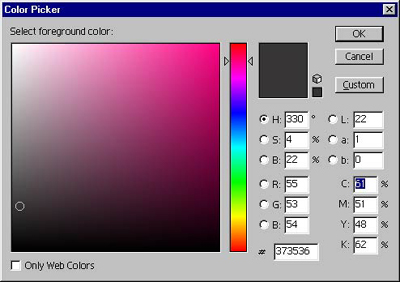 Color Picker
Select foreground color:
OK
Cancel
Custom
H: 330 °
S: 4 %
B: 22 %
R: 55
G: 53
B: 54
# 373536
L: 22
a: 1
b: 0
C: 61 %
M: 51 %
Y: 48 %
K: 62 %
Only Web Colors